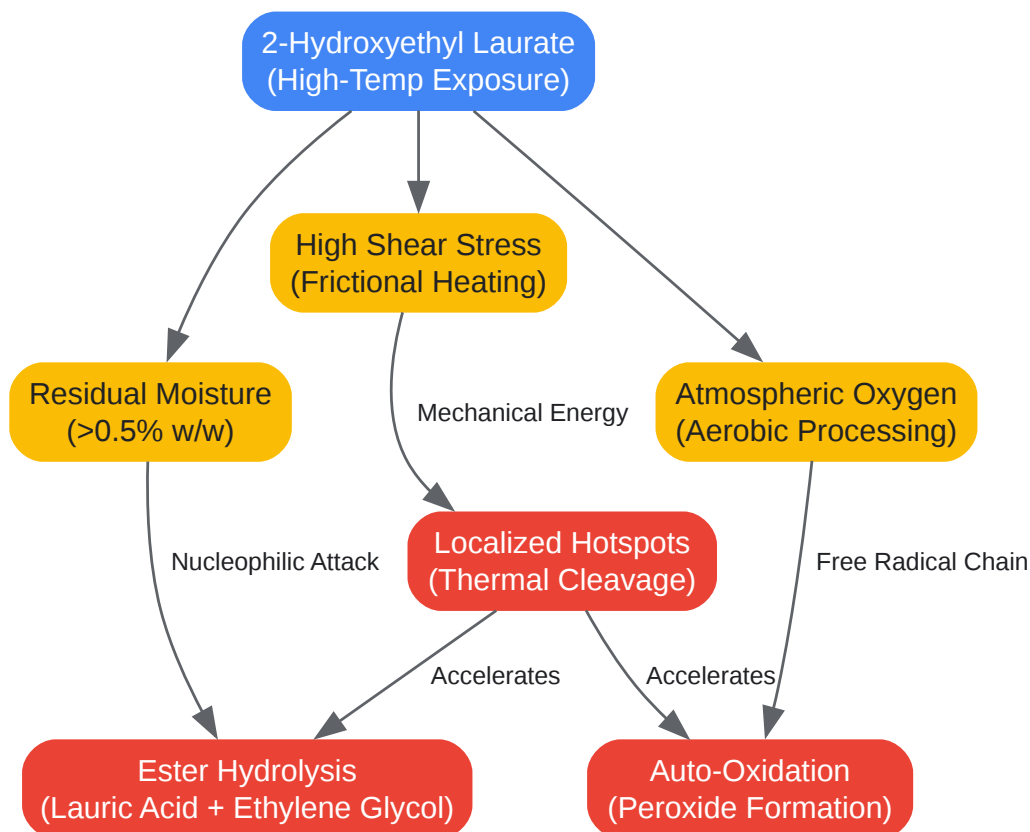 2-Hydroxyethyl Laurate
(High-Temp Exposure)
High Shear Stress
(Frictional Heating)
Residual Moisture
(>0.5% w/w)
Mechanical Energy
Atmospheric Oxygen
(Aerobic Processing)
Nucleophilic Attack
Localized Hotspots
(Thermal Cleavage)
Free Radical Chain
Accelerates
Accelerates
Ester Hydrolysis
(Lauric Acid + Ethylene Glycol)
Auto-Oxidation
(Peroxide Formation)